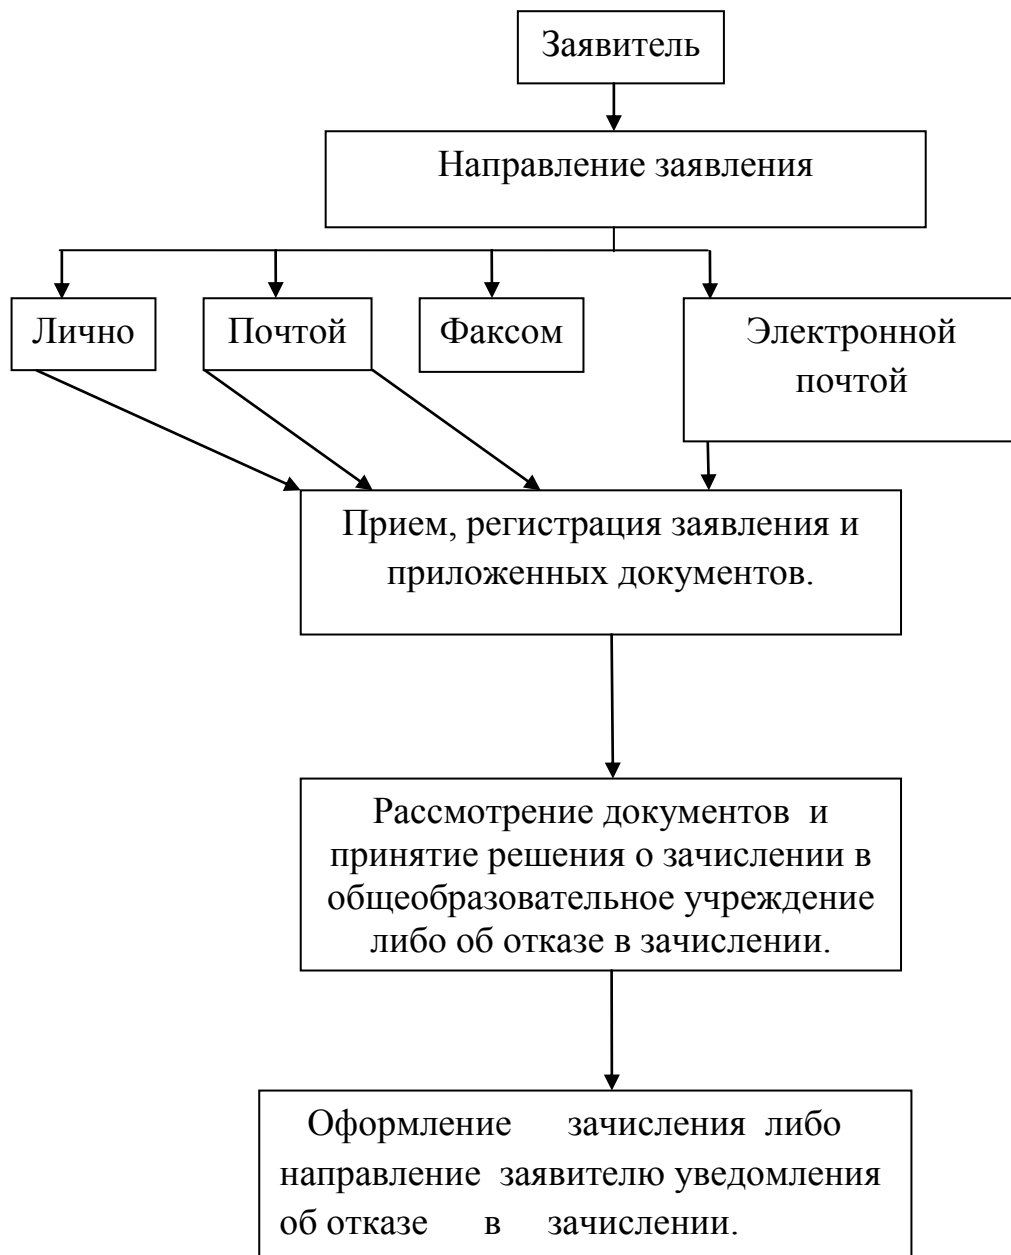 Заявитель
Направление заявления
Лично
Почтой
Факсом
Электронной
почтой
Прием, регистрация заявления и
приложенных документов.
Рассмотрение документов и
принятие решения о зачислении в
общеобразовательное учреждение
либо об отказе в зачислении.
Оформление зачисления либо
направление заявителю уведомления
об отказе в зачислении.